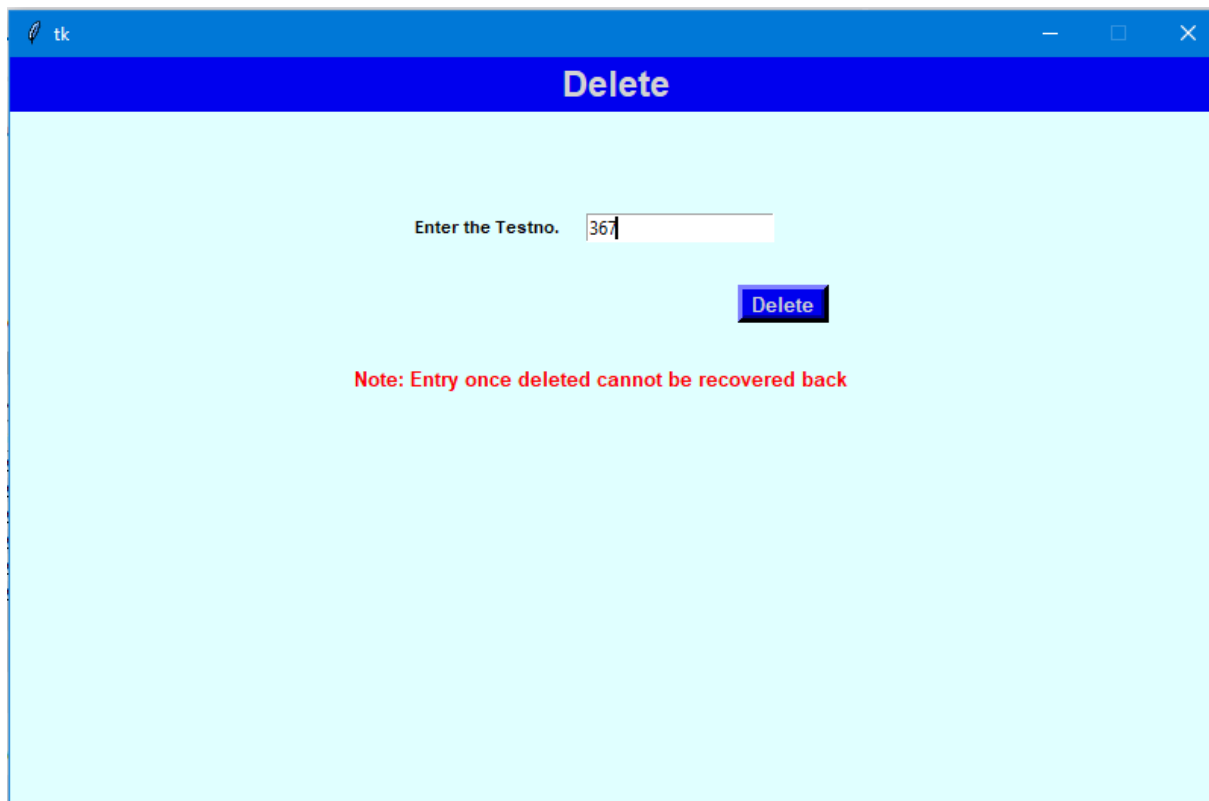 tk
Delete
Enter the Testno. 367
Delete
Note: Entry once deleted cannot be recovered back